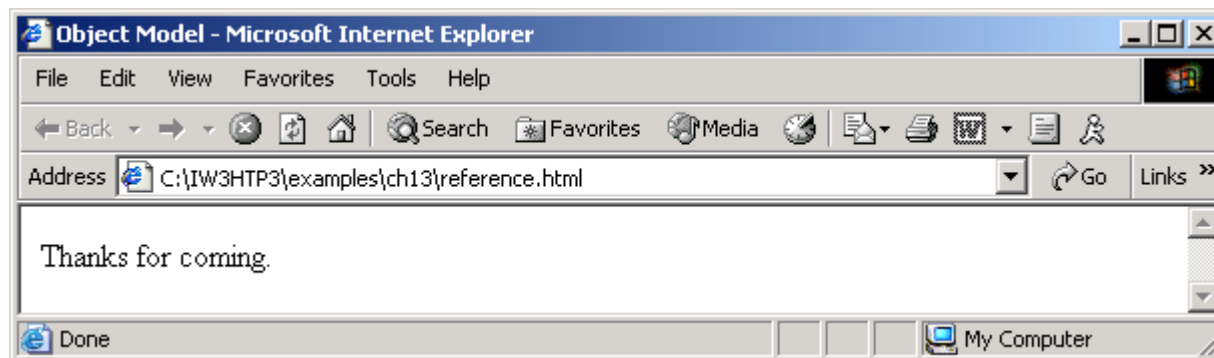 Object Model - Microsoft Internet Explorer
File Edit View Favorites Tools Help
Back Search Favorites Media W Go
Address C:\IW3HTP3\examples\ch13\reference.html Go Links »
Thanks for coming.
Done My Computer